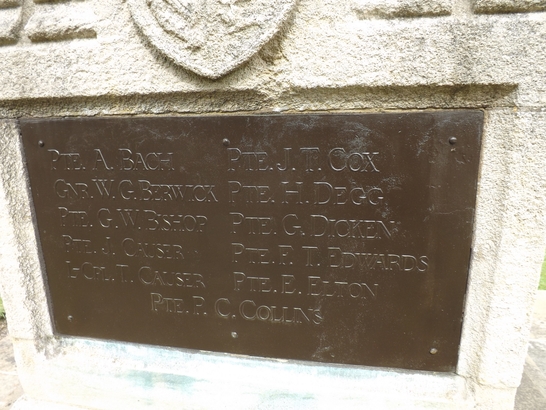 PTE. A. BACH PTE. J. T. COX
GNR. W. G. BERWICK PTE. H. DEGG
PTE. G. W. BISHOP PTE. G. DICKEN
PTE. J. CAUSER PTE. F. T. EDWARDS
L-CPL. T. CAUSER PTE. E. ELTON
PTE. P. C. COLLINS